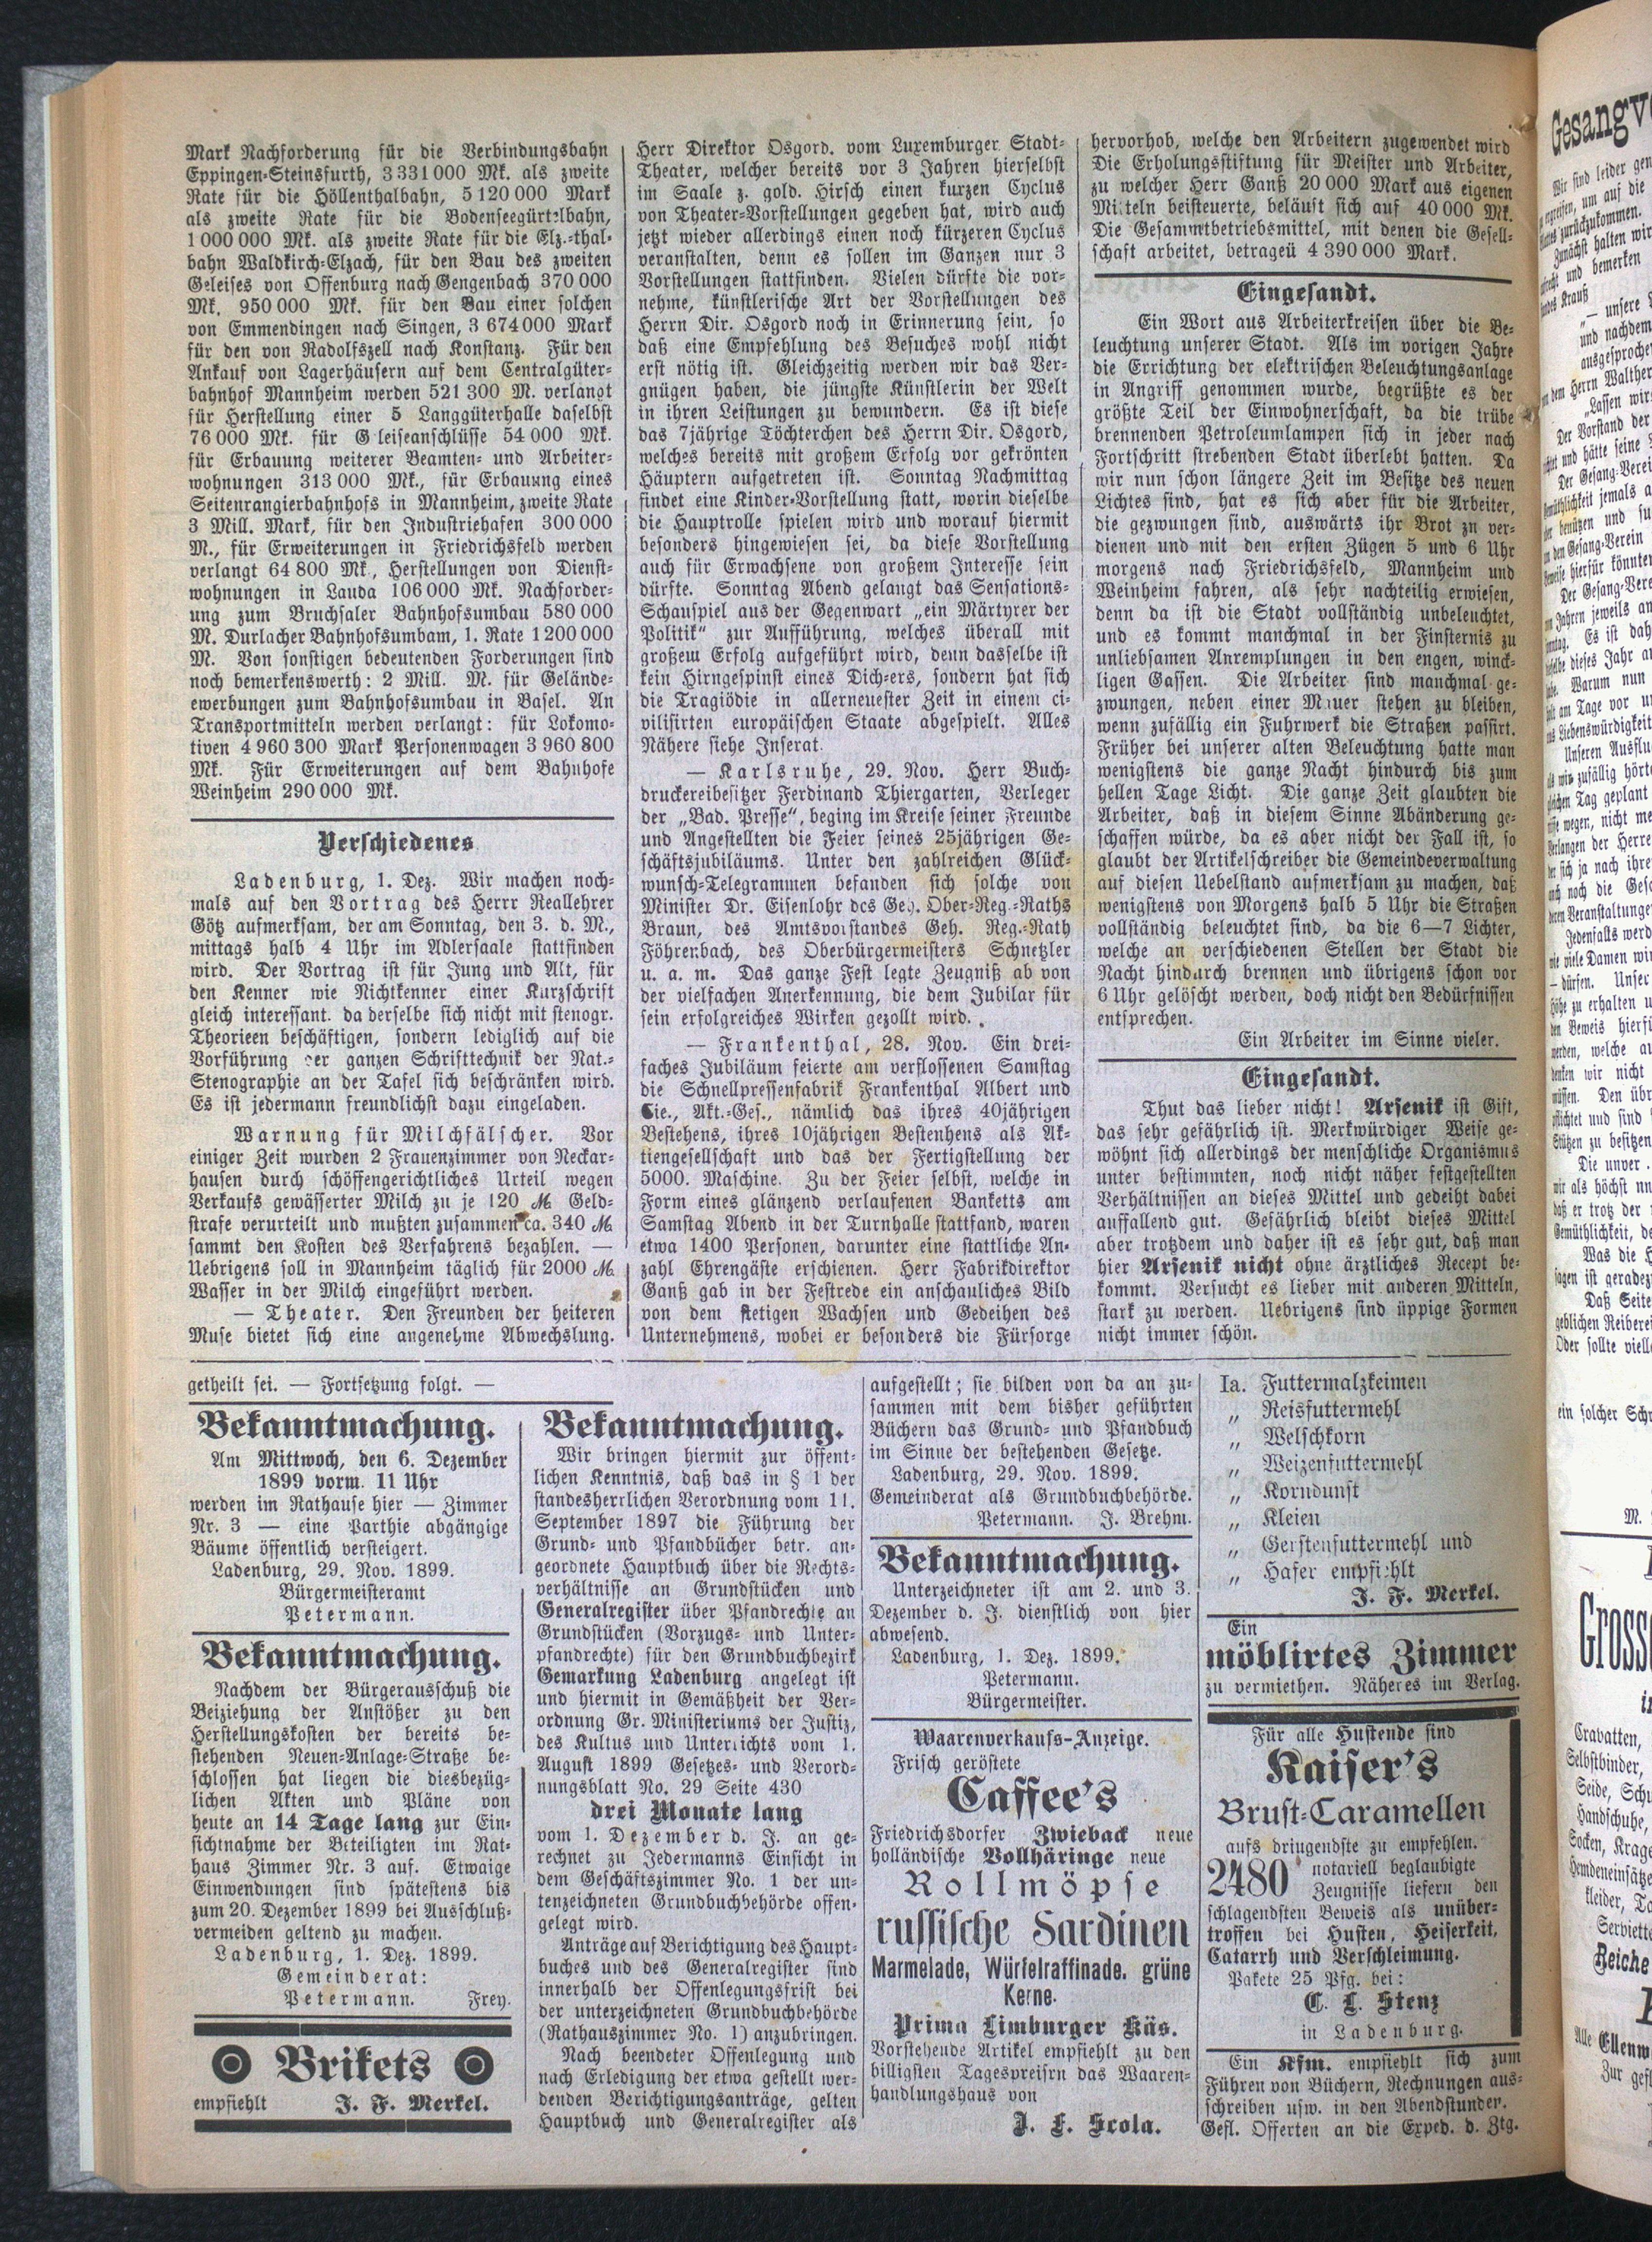 Mark Nachforderung für die Verbindungsbahn
Eppingen-Steinsfurth, 3 331 000 Mk. als zweite
Rate für die Höllenthalbahn, 5 120 000 Mark
als zweite Rate für die Bodenseegürtelbahn,
1 000 000 Mk. als zweite Rate für die Elz.-thal-
bahn Waldkirch-Elzach, für den Bau des zweiten
Geleises von Offenburg nach Gengenbach 370 000
Mk. 950 000 Mk. für den Bau einer solchen
von Emmendingen nach Singen, 3 674 000 Mark
für den von Radolfszell nach Konstanz. Für den
Ankauf von Lagerhäusern auf dem Centralgüter-
bahnhof Mannheim werden 521 300 M. verlangt
für Herstellung einer 5 Langgüterhalle daselbst
76 000 Mk. für Geleiseanschlüsse 54 000 Mk.
für Erbauung weiterer Beamten- und Arbeiter-
wohnungen 313 000 Mk., für Erbauung eines
Seitenrangierbahnhofs in Mannheim, zweite Rate
3 Mill. Mark, für den Industriehafen 300 000
M., für Erweiterungen in Friedrichsfeld werden
verlangt 64 800 Mk., Herstellungen von Dienst-
wohnungen in Lauda 106 000 Mk. Nachforder-
ung zum Bruchsaler Bahnhofsumbau 580 000
M. Durlacher Bahnhofsumbam, 1. Rate 1 200 000
M. Von sonstigen bedeutenden Forderungen sind
noch bemerkenswerth: 2 Mill. M. für Gelände-
ewerbungen zum Bahnhofsumbau in Basel. An
Transportmitteln werden verlangt: für Lokomo-
tiven 4 960 300 Mark Personenwagen 3 960 800
Mk. Für Erweiterungen auf dem Bahnhofe
Weinheim 290 000 Mk.
Verschiedenes
Ladenburg, 1. Dez. Wir machen noch-
mals auf den Vortrag des Herrr Reallehrer
Götz aufmerksam, der am Sonntag, den 3. d. M.,
mittags halb 4 Uhr im Adlersaale stattfinden
wird. Der Vortrag ist für Jung und Alt, für
den Kenner wie Nichtkenner einer Kurzschrift
gleich interessant. da derselbe sich nicht mit stenogr.
Theorieen beschäftigen, sondern lediglich auf die
Vorführung der ganzen Schrifttechnik der Nat.-
Stenographie an der Tafel sich beschränken wird.
Es ist jedermann freundlichst dazu eingeladen.
Warnung für Milchfälscher. Vor
einiger Zeit wurden 2 Frauenzimmer von Neckar-
hausen durch schöffengerichtliches Urteil wegen
Verkaufs gewässerter Milch zu je 120 M Geld-
strafe verurteilt und mußten zusammen ca. 340 M
sammt den Kosten des Verfahrens bezahlen. —
Uebrigens soll in Mannheim täglich für 2000 M.
Wasser in der Milch eingeführt werden.
— Theater. Den Freunden der heiteren
Muse bietet sich eine angenehme Abwechslung.
Herr Direktor Osgord. vom Luxemburger Stadt-
Theater, welcher bereits vor 3 Jahren hierselbst
im Saale z. gold. Hirsch einen kurzen Cyclus
von Theater-Vorstellungen gegeben hat, wird auch
jetzt wieder allerdings einen noch kürzeren Cyclus
veranstalten, denn es sollen im Ganzen nur 3
Vorstellungen stattfinden. Vielen dürfte die vor-
nehme, künstlerische Art der Vorstellungen des
Herrn Dir. Osgord noch in Erinnerung sein, so
daß eine Empfehlung des Besuches wohl nicht
erst nötig ist. Gleichzeitig werden wir das Ver-
gnügen haben, die jüngste Künstlerin der Welt
in ihren Leistungen zu bewundern. Es ist diese
das 7jährige Töchterchen des Herrn Dir. Osgord,
welches bereits mit großem Erfolg vor gekrönten
Häuptern aufgetreten ist. Sonntag Nachmittag
findet eine Kinder-Vorstellung statt, worin dieselbe
die Hauptrolle spielen wird und worauf hiermit
besonders hingewiesen sei, da diese Vorstellung
auch für Erwachsene von großem Interesse sein
dürfte. Sonntag Abend gelangt das Sensations-
Schauspiel aus der Gegenwart „ein Märtyrer der
Politik“ zur Aufführung, welches überall mit
großem Erfolg aufgeführt wird, denn dasselbe ist
kein Hirngespinst eines Dichters, sondern hat sich
die Tragiödie in allerneuester Zeit in einem ci-
vilisirten europäischen Staate abgespielt. Alles
Nähere siehe Inserat.
— Karlsruhe, 29. Nov. Herr Buch-
druckereibesitzer Ferdinand Thiergarten, Verleger
der „Bad. Presse“, beging im Kreise seiner Freunde
und Angestellten die Feier seines 25jährigen Ge-
schäftsjubiläums. Unter den zahlreichen Glück-
wunsch-Telegrammen befanden sich solche von
Minister Dr. Eisenlohr des Geh. Ober-Reg.-Raths
Braun, des Amtsvorstandes Geh. Reg.-Rath
Föhrenbach, des Oberbürgermeisters Schnetzler
u. a. m. Das ganze Fest legte Zeugniß ab von
der vielfachen Anerkennung, die dem Jubilar für
sein erfolgreiches Wirken gezollt wird.
— Frankenthal, 28. Nov. Ein drei-
faches Jubiläum feierte am verflossenen Samstag
die Schnellpressenfabrik Frankenthal Albert und
Cie., Akt.-Ges., nämlich das ihres 40jährigen
Bestehens, ihres 10jährigen Bestenhens als Ak-
tiengesellschaft und das der Fertigstellung der
5000. Maschine. Zu der Feier selbst, welche in
Form eines glänzend verlaufenen Banketts am
Samstag Abend in der Turnhalle stattfand, waren
etwa 1400 Personen, darunter eine stattliche An-
zahl Ehrengäste erschienen. Herr Fabrikdirektor
Ganß gab in der Festrede ein anschauliches Bild
von dem stetigen Wachsen und Gedeihen des
Unternehmens, wobei er besonders die Fürsorge
hervorhob, welche den Arbeitern zugewendet wird
Die Erholungsstiftung für Meister und Arbeiter,
zu welcher Herr Ganß 20 000 Mark aus eigenen
Mitteln beisteuerte, beläuft sich auf 40 000 Mk.
Die Gesammtbetriebsmittel, mit denen die Gesell-
schaft arbeitet, betrageü 4 390 000 Mark.
Eingesandt.
Ein Wort aus Arbeiterkreisen über die Be-
leuchtung unserer Stadt. Als im vorigen Jahre
die Errichtung der elektrischen Beleuchtungsanlage
in Angriff genommen wurde, begrüßte es der
größte Teil der Einwohnerschaft, da die trübe
brennenden Petroleumlampen sich in jeder nach
Fortschritt strebenden Stadt überlebt hatten. Da
wir nun schon längere Zeit im Besitze des neuen
Lichtes sind, hat es sich aber für die Arbeiter,
die gezwungen sind, auswärts ihr Brot zu ver-
dienen und mit den ersten Zügen 5 und 6 Uhr
morgens nach Friedrichsfeld, Mannheim und
Weinheim fahren, als sehr nachteilig erwiesen,
denn da ist die Stadt vollständig unbeleuchtet,
und es kommt manchmal in der Finsternis zu
unliebsamen Anremplungen in den engen, winck-
ligen Gassen. Die Arbeiter sind manchmal ge-
zwungen, neben einer Mauer stehen zu bleiben,
wenn zufällig ein Fuhrwerk die Straßen passirt.
Früher bei unserer alten Beleuchtung hatte man
wenigstens die ganze Nacht hindurch bis zum
hellen Tage Licht. Die ganze Zeit glaubten die
Arbeiter, daß in diesem Sinne Abänderung ge-
schaffen würde, da es aber nicht der Fall ist, so
glaubt der Artikelschreiber die Gemeindeverwaltung
auf diesen Uebelstand aufmerksam zu machen, daß
wenigstens von Morgens halb 5 Uhr die Straßen
vollständig beleuchtet sind, da die 6—7 Lichter,
welche an verschiedenen Stellen der Stadt die
Nacht hindurch brennen und übrigens schon vor
6 Uhr gelöscht werden, doch nicht den Bedürfnissen
entsprechen.
Ein Arbeiter im Sinne vieler.
Eingesandt.
Thut das lieber nicht! Arsenik ist Gift,
das sehr gefährlich ist. Merkwürdiger Weise ge-
wöhnt sich allerdings der menschliche Organismus
unter bestimmten, noch nicht näher festgestellten
Verhältnissen an dieses Mittel und gedeiht dabei
auffallend gut. Gefährlich bleibt dieses Mittel
aber trotzdem und daher ist es sehr gut, daß man
hier Arsenik nicht ohne ärztliches Recept be-
kommt. Versucht es lieber mit anderen Mitteln,
stark zu werden. Uebrigens sind üppige Formen
nicht immer schön.
getheilt sei. — Fortsetzung folgt. —
Bekanntmachung.
Am Mittwoch, den 6. Dezember
1899 vorm. 11 Uhr
werden im Rathause hier — Zimmer
Nr. 3 — eine Parthie abgängige
Bäume öffentlich versteigert.
Ladenburg, 29. Nov. 1899.
Bürgermeisteramt
Petermann.
Bekanntmachung.
Nachdem der Bürgerausschuß die
Beiziehung der Anstößer zu den
Herstellungskosten der bereits be-
stehenden Neuen-Anlage-Straße be-
schlossen hat liegen die diesbezüg-
lichen Akten und Pläne von
heute an 14 Tage lang zur Ein-
sichtnahme der Beteiligten im Rat-
haus Zimmer Nr. 3 auf. Etwaige
Einwendungen sind spätestens bis
zum 20. Dezember 1899 bei Ausschluß-
vermeiden geltend zu machen.
Ladenburg, 1. Dez. 1899.
Gemeinderat:
Petermann. Frey.
Brikets
empfiehlt J. F. Merkel.
Bekanntmachung.
Wir bringen hiermit zur öffent-
lichen Kenntnis, daß das in § 1 der
standesherrlichen Verordnung vom 11.
September 1897 die Führung der
Grund- und Pfandbücher betr. an-
geordnete Hauptbuch über die Rechts-
verhältnisse an Grundstücken und
Generalregister über Pfandrechte an
Grundstücken (Vorzugs- und Unter-
pfandrechte) für den Grundbuchbezirk
Gemarkung Ladenburg angelegt ist
und hiermit in Gemäßheit der Ver-
ordnung Gr. Ministeriums der Justiz,
des Kultus und Unterrichts vom 1.
August 1899 Gesetzes- und Verord-
nungsblatt No. 29 Seite 430
drei Monate lang
vom 1. Dezember d. J. an ge-
rechnet zu Jedermanns Einsicht in
dem Geschäftszimmer No. 1 der un-
tenzeichneten Grundbuchbehörde offen-
gelegt wird.
Anträge auf Berichtigung des Haupt-
buches und des Generalregister sind
innerhalb der Offenlegungsfrist bei
der unterzeichneten Grundbuchbehörde
(Rathauszimmer No. 1) anzubringen.
Nach beendeter Offenlegung und
nach Erledigung der etwa gestellt wer-
denden Berichtigungsanträge, gelten
Hauptbuch und Generalregister als
aufgestellt; sie bilden von da an zu-
sammen mit dem bisher geführten
Büchern das Grund- und Pfandbuch
im Sinne der bestehenden Gesetze.
Ladenburg, 29. Nov. 1899.
Gemeinderat als Grundbuchbehörde.
Petermann. J. Brehm.
Bekanntmachung.
Unterzeichneter ist am 2. und 3.
Dezember d. J. dienstlich von hier
abwesend.
Ladenburg, 1. Dez. 1899.
Petermann.
Bürgermeister.
Waarenverkaufs-Anzeige.
Frisch geröstete
Caffee's
Friedrichsdorfer Zwieback neue
holländische Vollhäringe neue
Rollmöpse
russische Sardinen
Marmelade, Würfelraffinade. grüne
Kerne.
Prima Limburger Käs.
Vorstehende Artikel empfiehlt zu den
billigsten Tagespreisrn das Waaren-
handlungshaus von
J. F. Scola.
Ia. Futtermalzkeimen
„ Reisfuttermehl
„ Welschkorn
„ Weizenfuttermehl
„ Korndunst
„ Kleien
„ Gerstenfuttermehl und
„ Hafer empfiehlt
J. F. Merkel.
Ein
möblirtes Zimmer
zu vermiethen. Näheres im Verlag.
Für alle Hustende sind
Kaiser's
Brust-Caramellen
aufs dringendste zu empfehlen.
2480 notariell beglaubigte
Zeugnisse liefern den
schlagendsten Beweis als unüber-
troffen bei Husten, Heiserkeit,
Catarrh und Verschleimung.
Pakete 25 Pfg. bei:
C. L. Stenz
in Ladenburg.
Ein Kfm. empfiehlt sich zum
Führen von Büchern, Rechnungen aus-
schreiben usw. in den Abendstunden.
Gefl. Offerten an die Exped. d. Ztg.